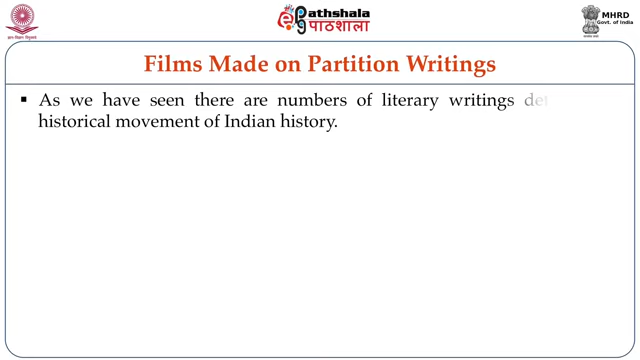 ePathshala
पाठशाला
MHRD
Govt. of India
Films Made on Partition Writings
▪ As we have seen there are numbers of literary writings
historical movement of Indian history.